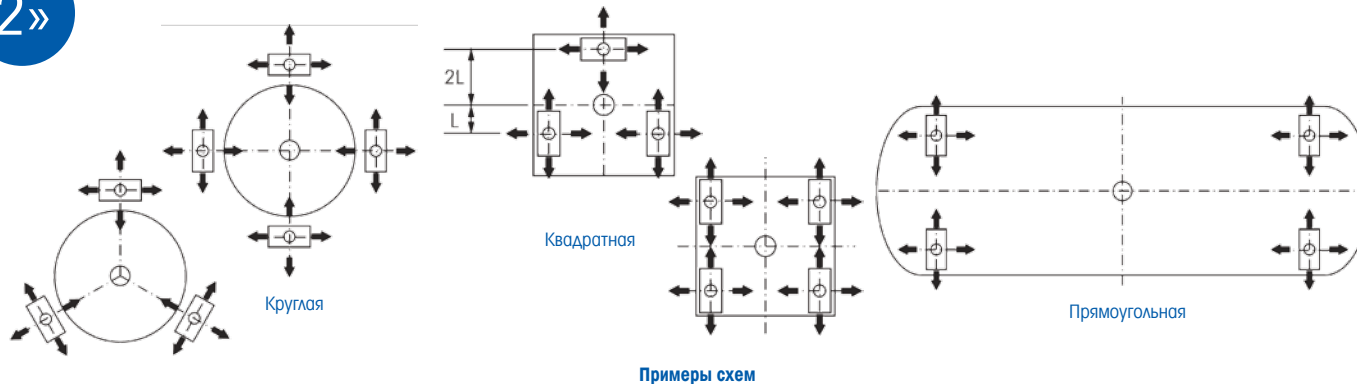 2»
2L
L
Круглая
Квадратная
Прямоугольная
Примеры схем